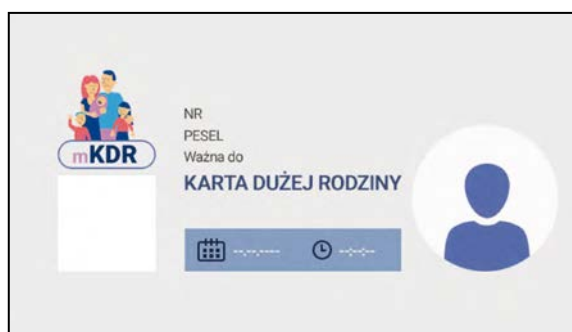 mKDR
NR
PESEL
Ważna do
KARTA DUŻEJ RODZINY
--.--.---- --:--:--